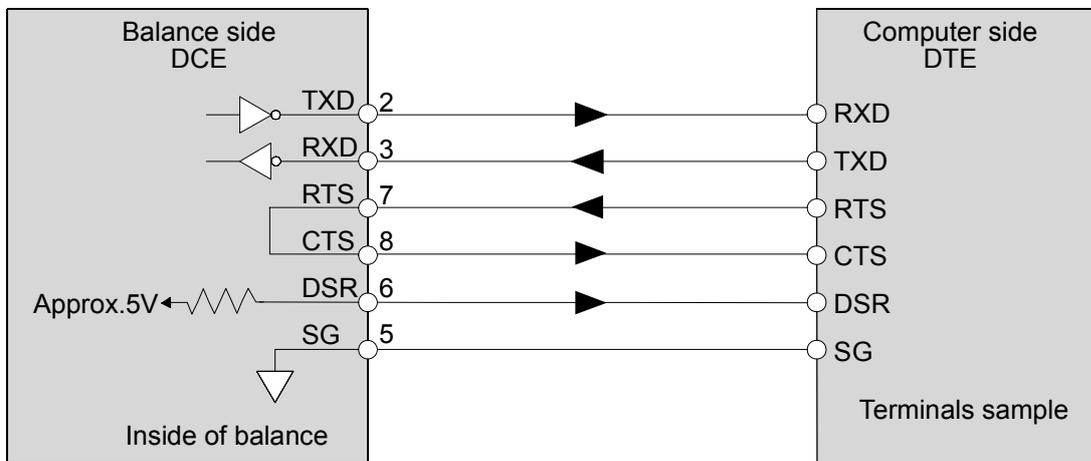 Balance side
DCE
Computer side
DTE
TXD 2 RXD
RXD 3 TXD
RTS 7 RTS
CTS 8 CTS
Approx.5V DSR 6 DSR
SG 5 SG
Inside of balance
Terminals sample